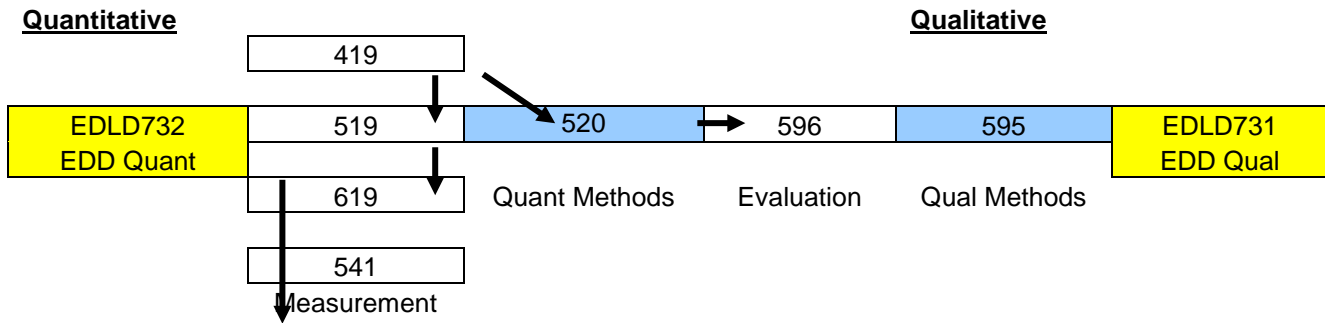 Quantitative Qualitative
419
EDLD732 519 520 596 595 EDLD731
EDD Quant EDD Qual
619 Quant Methods Evaluation Qual Methods
541
Measurement